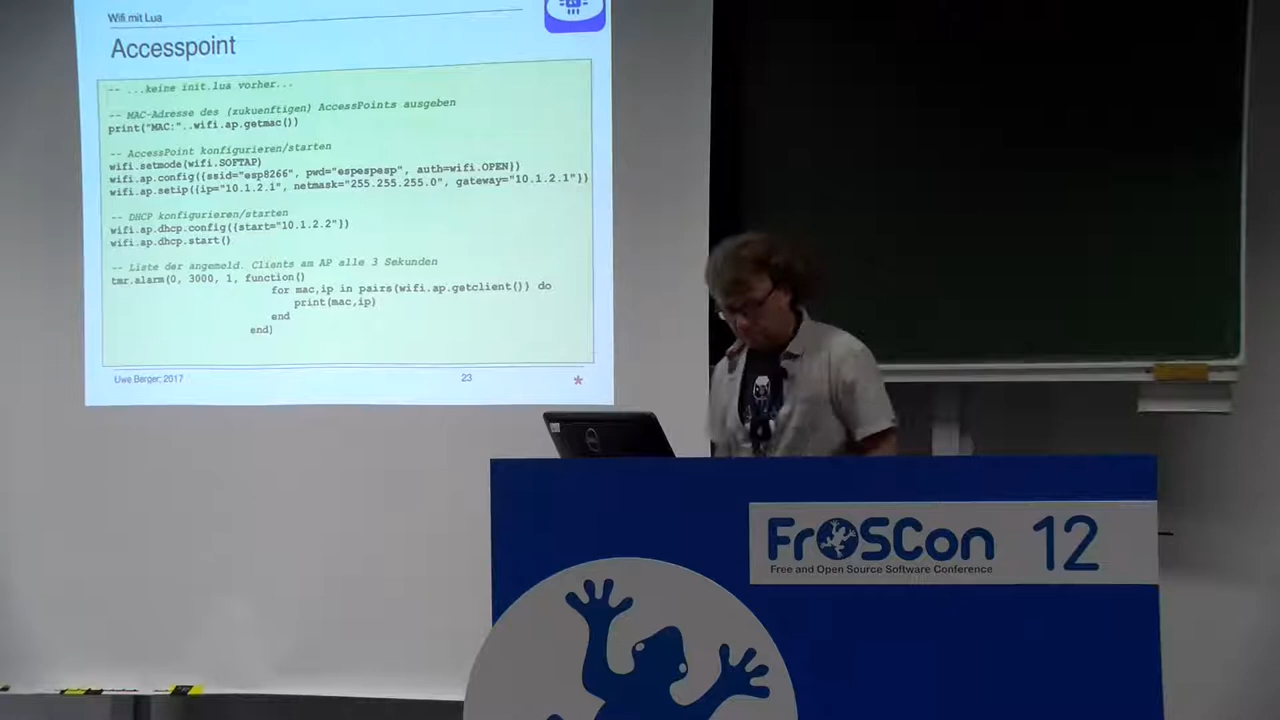 Wifi mit Lua
Accesspoint
-- ...keine init.lua vorher...
-- MAC-Adresse des (zukuenftigen) AccessPoints ausgeben
print("MAC:"..wifi.ap.getmac())
-- AccessPoint konfigurieren/starten
wifi.setmode(wifi.SOFTAP)
wifi.ap.config({ssid="esp8266", pwd="espespesp", auth=wifi.OPEN})
wifi.ap.setip({ip="10.1.2.1", netmask="255.255.255.0", gateway="10.1.2.1"})
-- DHCP konfigurieren/starten
wifi.ap.dhcp.config({start="10.1.2.2"})
wifi.ap.dhcp.start()
-- Liste der angemeld. Clients am AP alle 3 Sekunden
tmr.alarm(0, 3000, 1, function()
for mac,ip in pairs(wifi.ap.getclient()) do
print(mac,ip)
end
end)
Uwe Berger; 2017
23
*
FrOSCon 12
Free and Open Source Software Conference